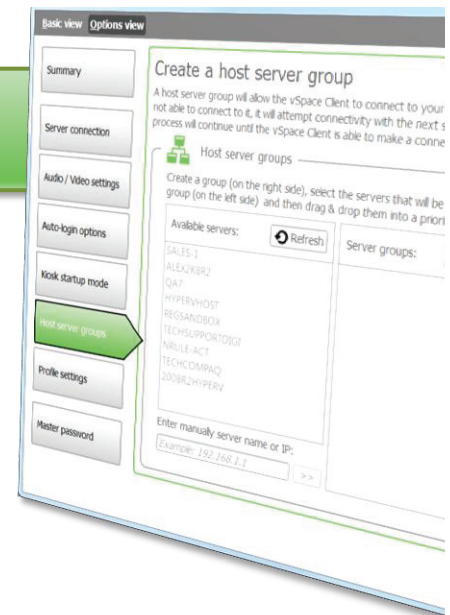 Basic view Options view
Summary
Server connection
Audio / Video settings
Auto-login options
Kiosk startup mode
Host server groups
Profile settings
Master password
Create a host server group
A host server group will allow the vSpace Client to connect to your
not able to connect to it, it will attempt connectivity with the next
process will continue until the vSpace Client is able to make a conne
Host server groups
Create a group (on the right side), select the servers that will be
group (on the left side) and then drag & drop them into a priori
Available servers:
Refresh
Server groups:
SALES-1
ALEX2K8R2
QA7
HYPERVHOST
REGSANDBOX
TECHSUPPORTDIGI
NRULE-ACT
TECHCOMPAQ
2008R2HYPERV
Enter manually server name or IP:
Example: 192.168.1.1
>>